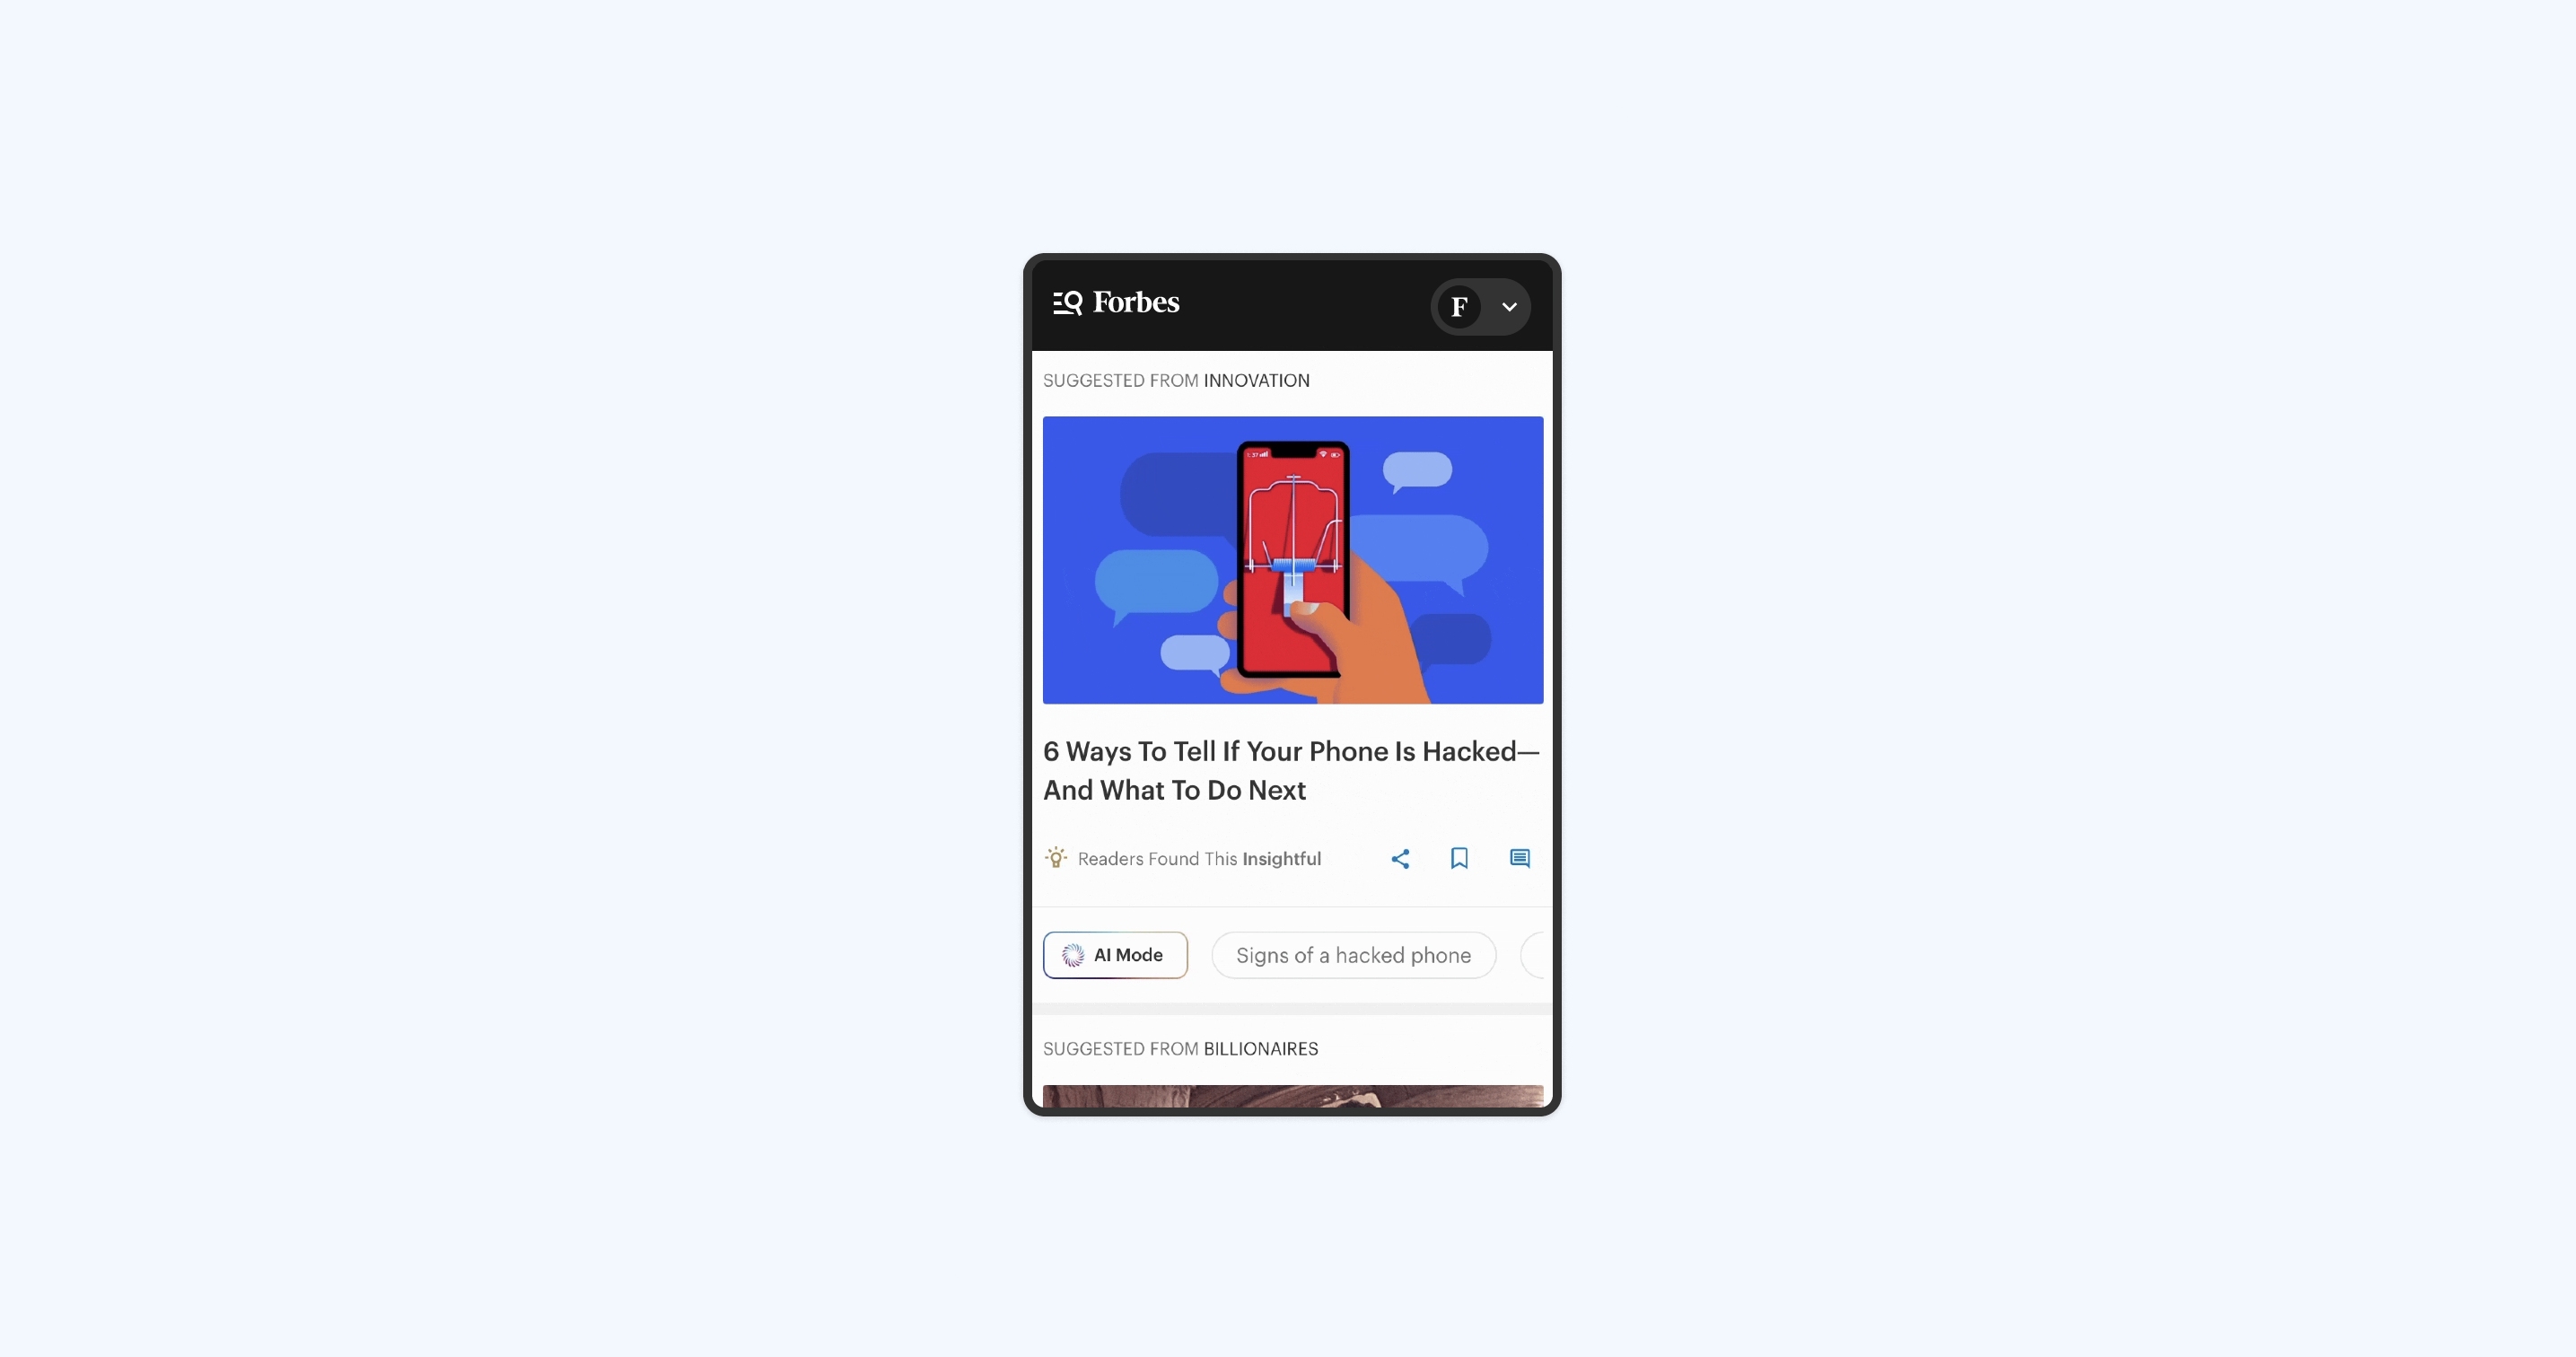 Forbes
F
SUGGESTED FROM INNOVATION
6 Ways To Tell If Your Phone Is Hacked—
And What To Do Next
Readers Found This Insightful
AI Mode
Signs of a hacked phone
SUGGESTED FROM BILLIONAIRES